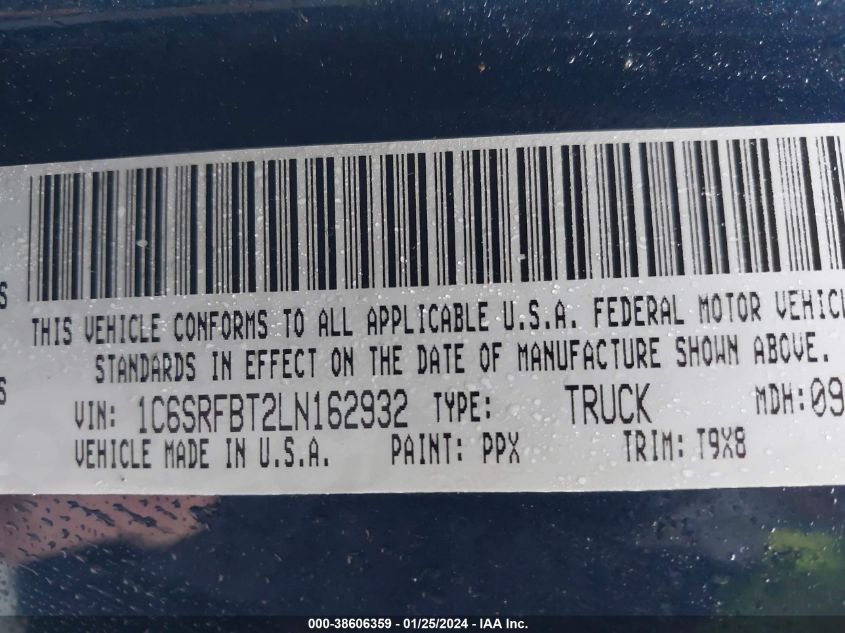 THIS VEHICLE CONFORMS TO ALL APPLICABLE U.S.A. FEDERAL MOTOR VEHICL
STANDARDS IN EFFECT ON THE DATE OF MANUFACTURE SHOWN ABOVE.
VIN: 1C6SRFBT2LN162932 TYPE: TRUCK MDH:09
VEHICLE MADE IN U.S.A. PAINT: PPX TRIM: T9X8
S
S
000-38606359 - 01/25/2024 - IAA Inc.